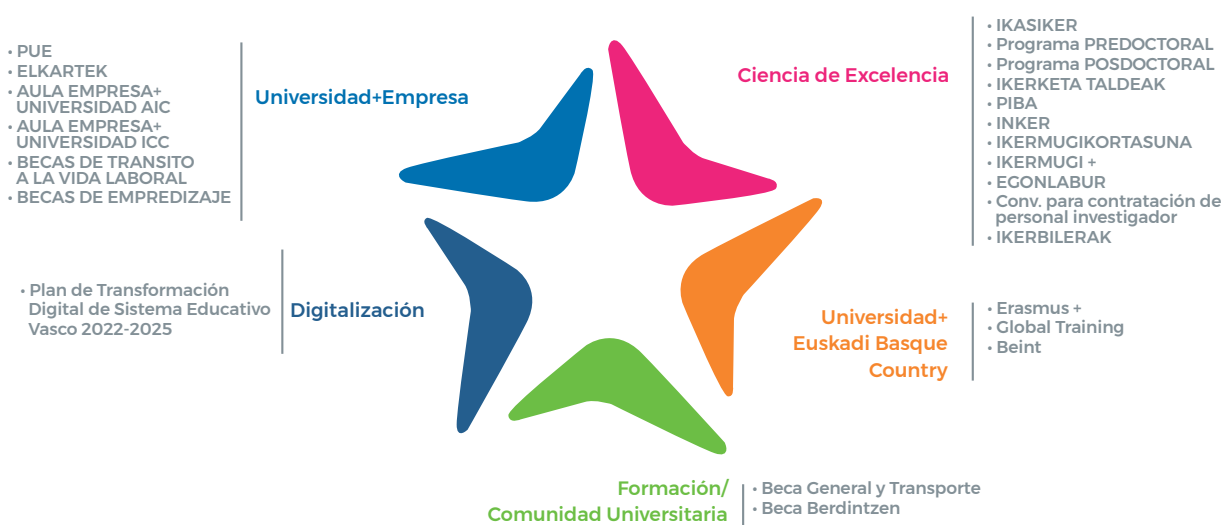 • PUE
• ELKARTEK
• AULA EMPRESA+
UNIVERSIDAD AIC
• AULA EMPRESA+
UNIVERSIDAD ICC
• BECAS DE TRANSITO
A LA VIDA LABORAL
• BECAS DE EMPREDIZAJE
Universidad+Empresa
Ciencia de Excelencia
• IKASIKER
• Programa PREDOCTORAL
• Programa POSDOCTORAL
• IKERKETA TALDEAK
• PIBA
• INKER
• IKERMUGIKORTASUNA
• IKERMUGI +
• EGONLABUR
• Conv. para contratación de
personal investigador
• IKERBILERAK
• Plan de Transformación
Digital de Sistema Educativo
Vasco 2022-2025
Digitalización
Universidad+
Euskadi Basque
Country
• Erasmus +
• Global Training
• Beint
Formación/
Comunidad Universitaria
• Beca General y Transporte
• Beca Berdintzen